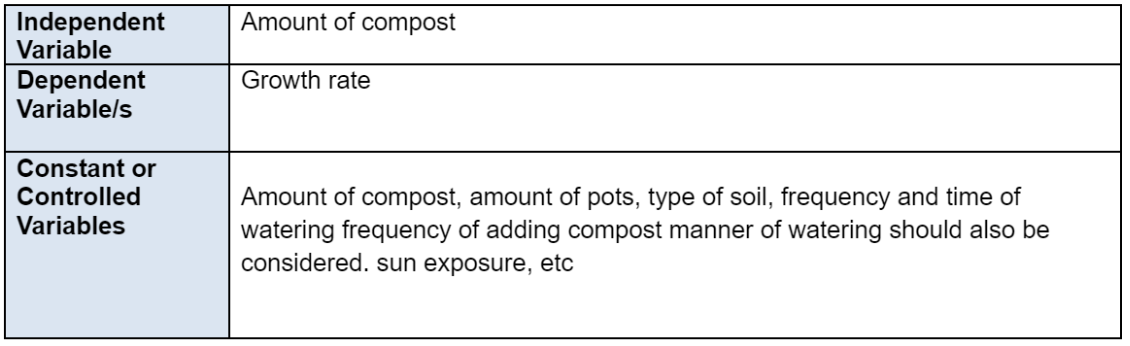 Independent
Variable
Amount of compost
Dependent
Variable/s
Growth rate
Constant or
Controlled
Variables
Amount of compost, amount of pots, type of soil, frequency and time of
watering frequency of adding compost manner of watering should also be
considered. sun exposure, etc